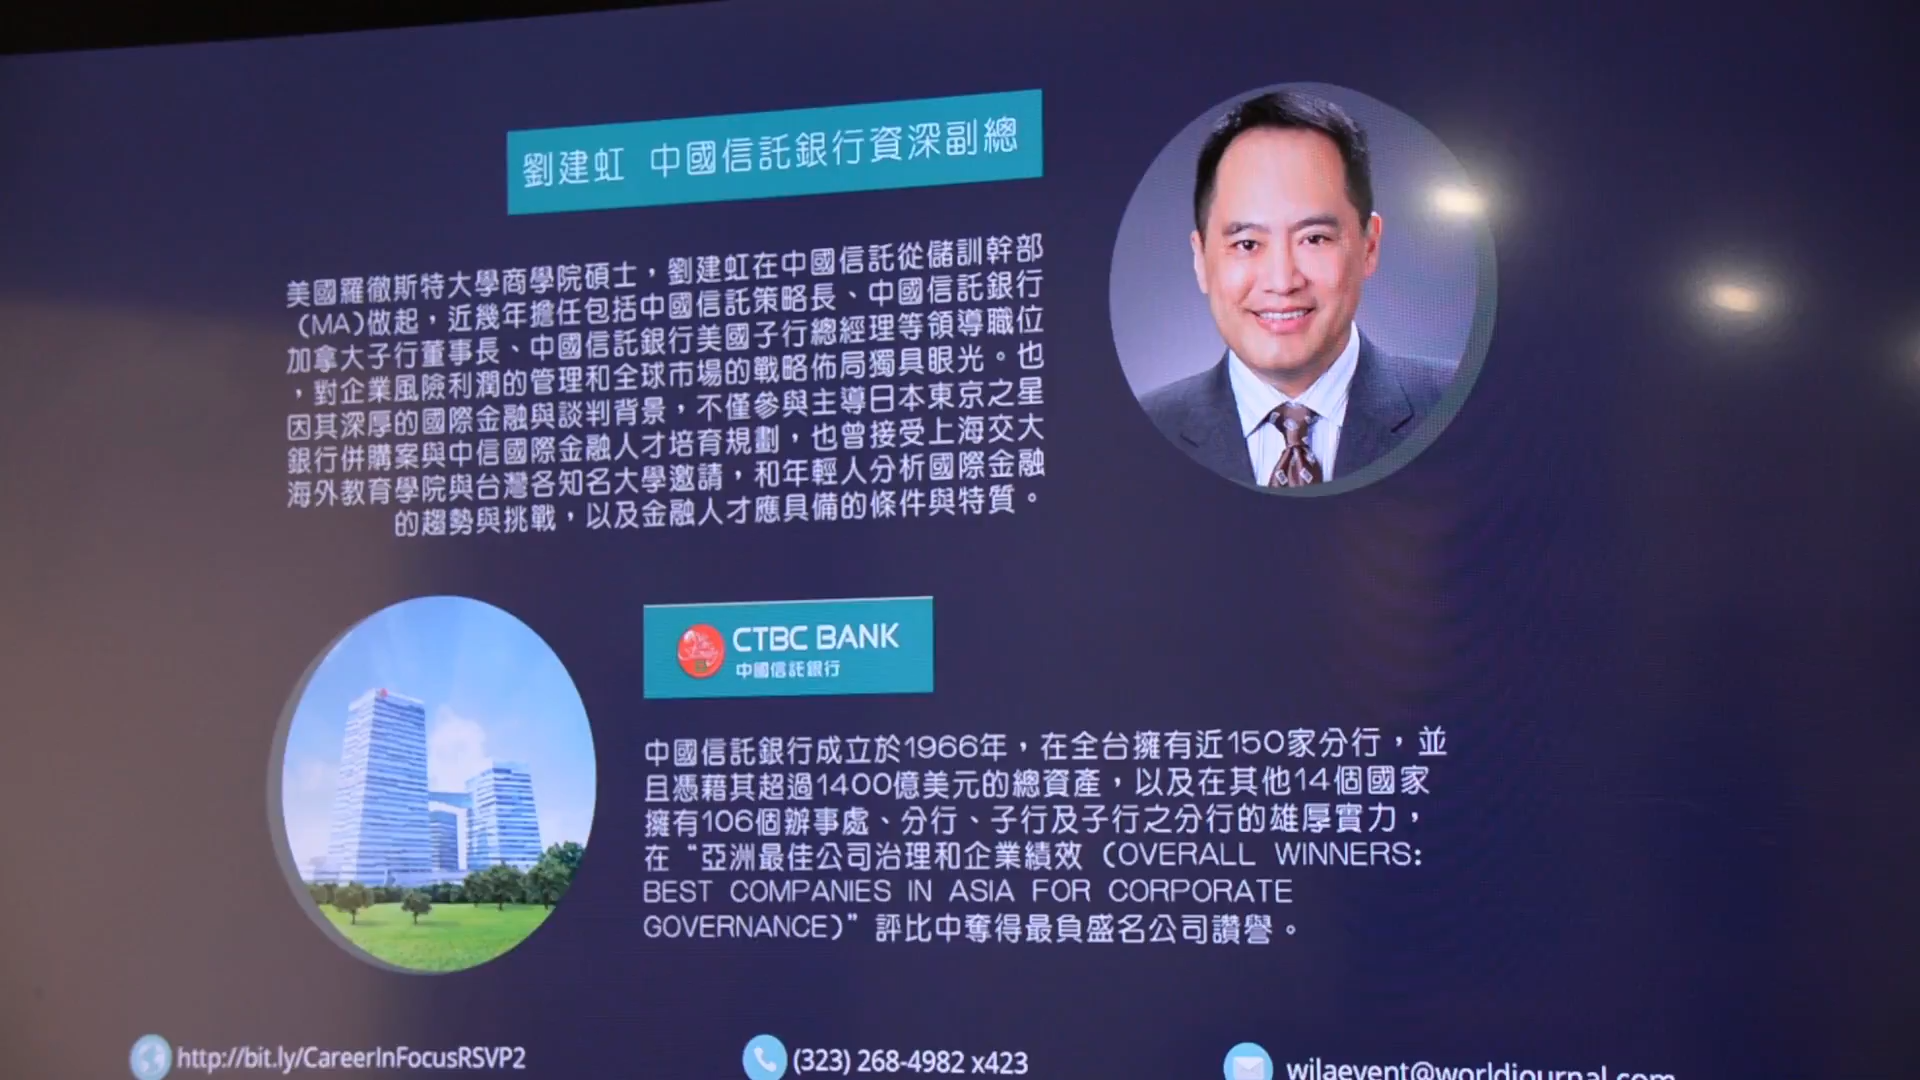 劉建虹 中國信託銀行資深副總
美國羅徹斯特大學商學院碩士，劉建虹在中國信託從儲訓幹部
(MA)做起，近幾年擔任包括中國信託策略長、中國信託銀行
加拿大子行董事長、中國信託銀行美國子行總經理等領導職位
，對企業風險利潤的管理和全球市場的戰略佈局獨具眼光。也
因其深厚的國際金融與談判背景，不僅參與主導日本東京之星
銀行併購案與中信國際金融人才培育規劃，也曾接受上海交大
海外教育學院與台灣各知名大學邀請，和年輕人分析國際金融
的趨勢與挑戰，以及金融人才應具備的條件與特質。
CTBC BANK
中國信託銀行
中國信託銀行成立於1966年，在全台擁有近150家分行，並
且憑藉其超過1400億美元的總資產，以及在其他14個國家
擁有106個辦事處、分行、子行及子行之分行的雄厚實力，
在“亞洲最佳公司治理和企業績效（OVERALL WINNERS:
BEST COMPANIES IN ASIA FOR CORPORATE
GOVERNANCE)”評比中奪得最負盛名公司讚譽。
http://bit.ly/CareerInFocusRSVP2
(323) 268-4982 x423
wjlaevent@worldjournal.com